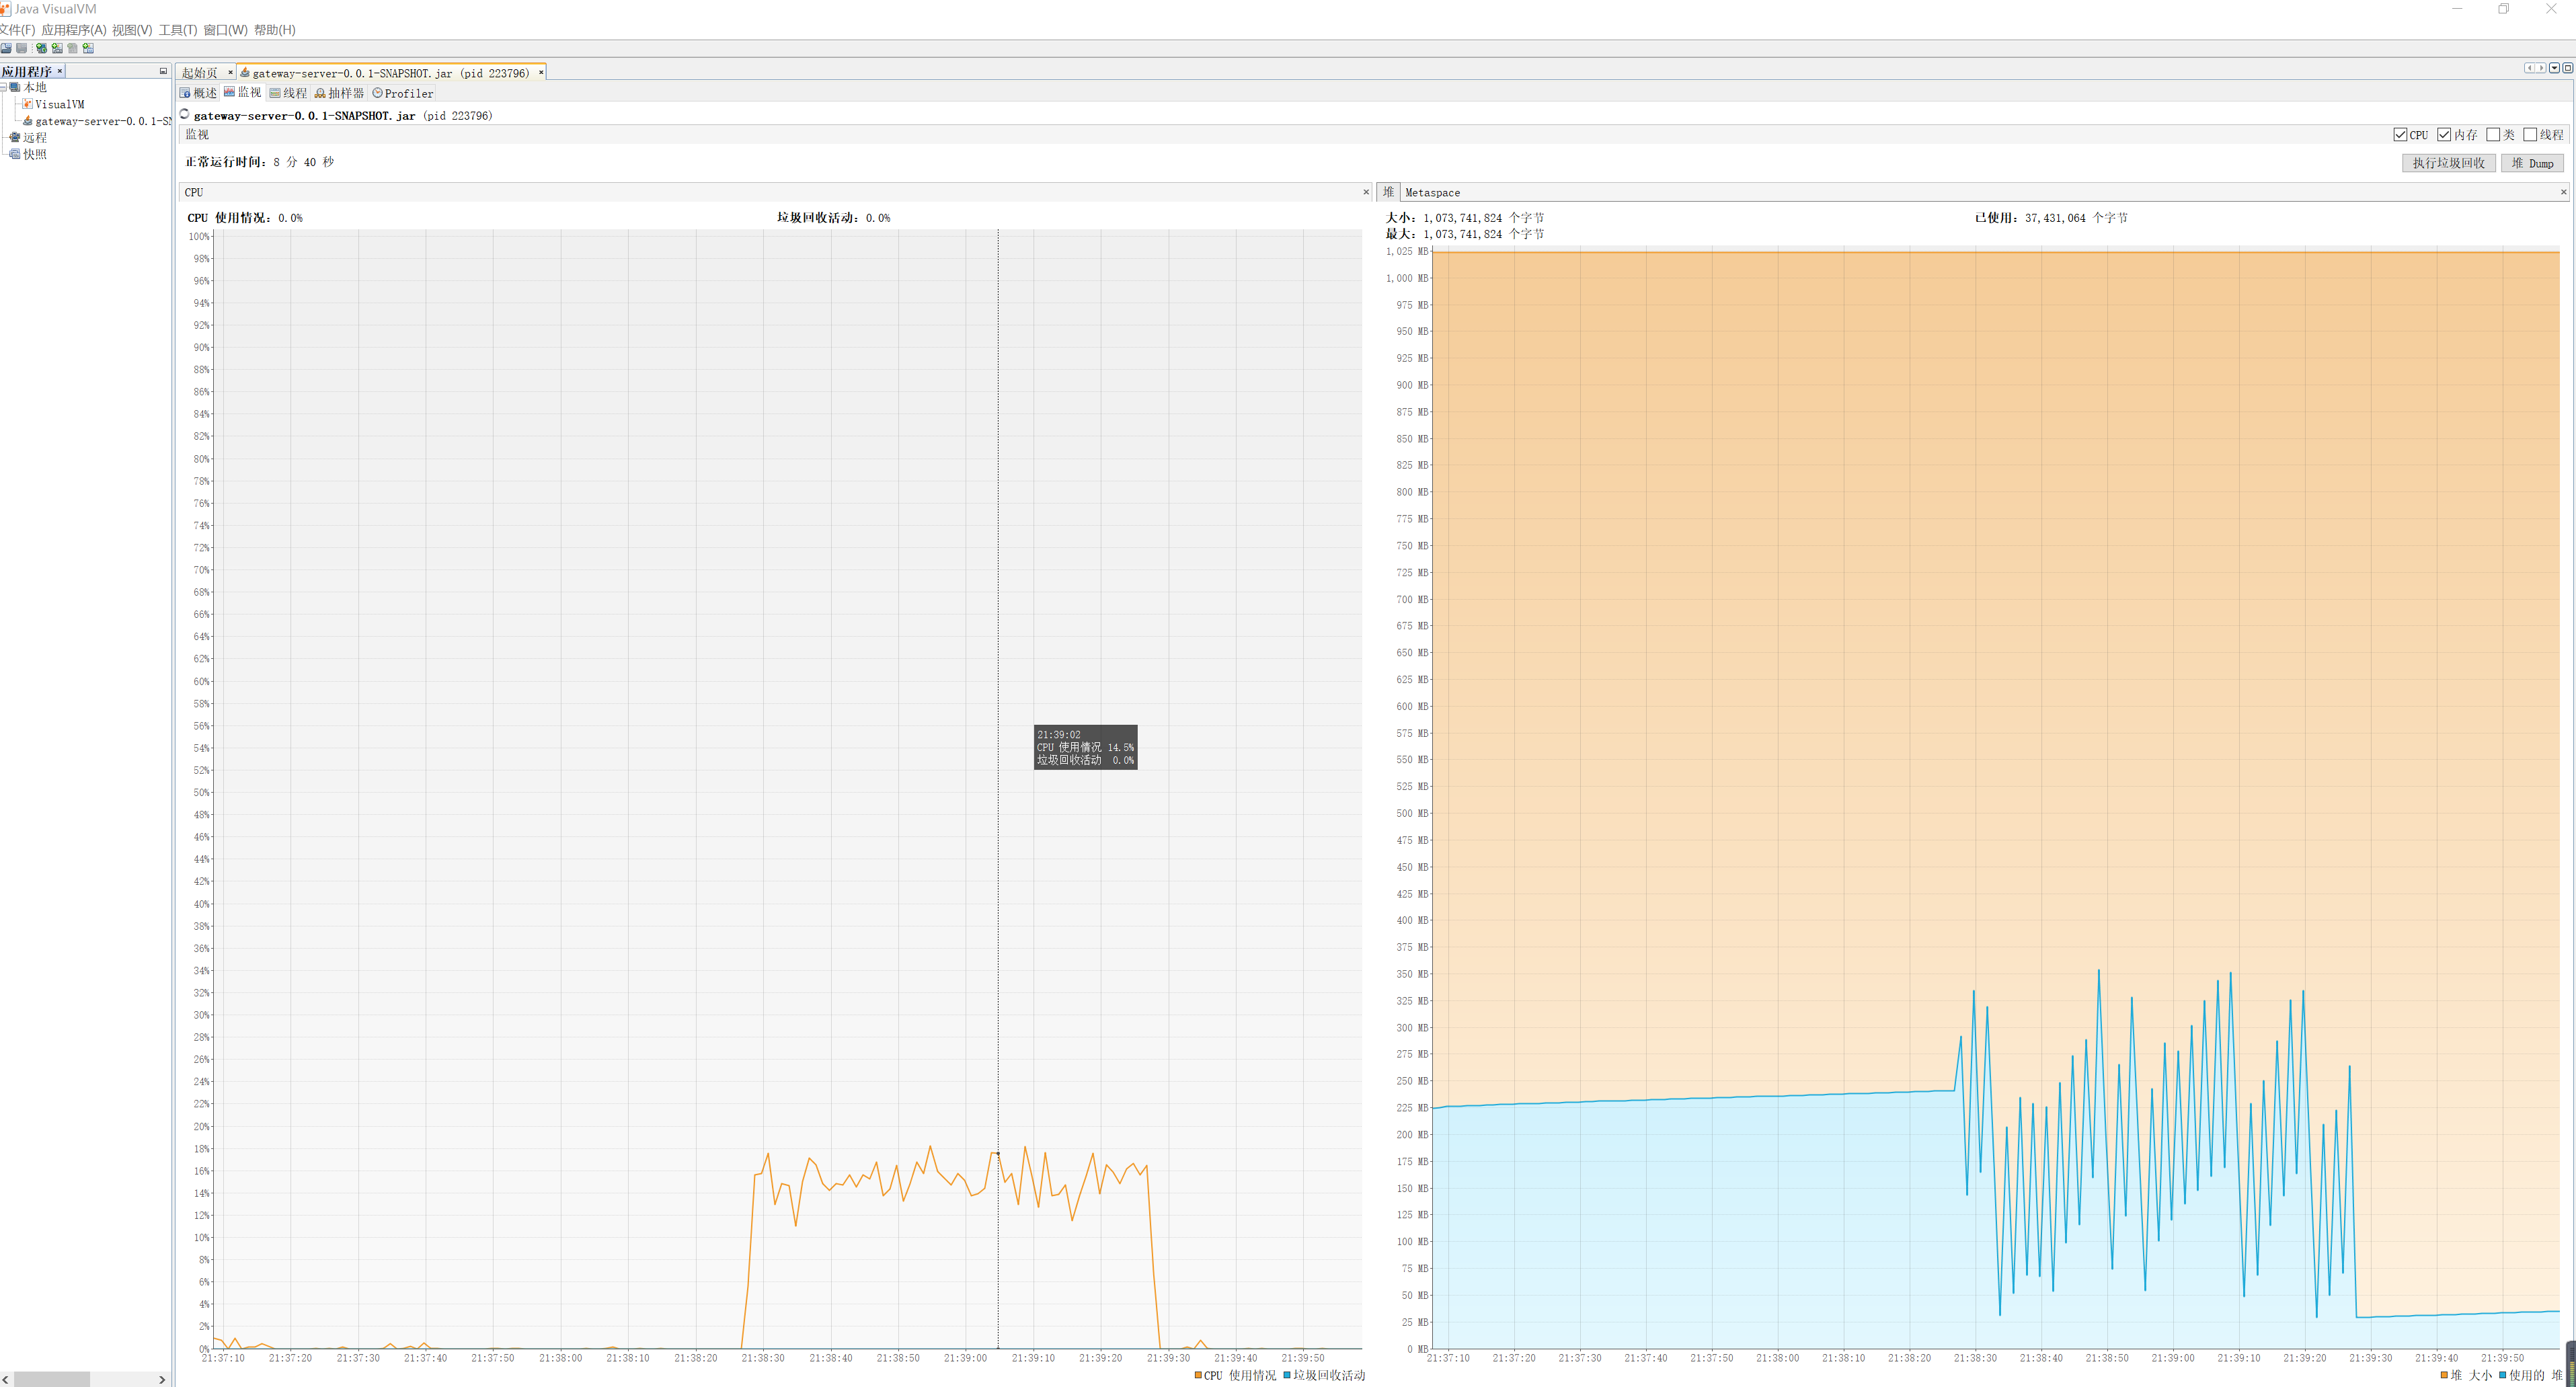 Java VisualVM
文件(F) 应用程序(A) 视图(V) 工具(T) 窗口(W) 帮助(H)
应用程序 ×
本地
VisualVM
gateway-server-0.0.1-SN
远程
快照
起始页 × gateway-server-0.0.1-SNAPSHOT.jar (pid 223796) ×
概述 监视 线程 抽样器 Profiler
gateway-server-0.0.1-SNAPSHOT.jar (pid 223796)
监视
CPU 内存 类 线程
正常运行时间: 8 分 40 秒
执行垃圾回收 堆 Dump
CPU ×
CPU 使用情况: 0.0% 垃圾回收活动: 0.0%
100%
98%
96%
94%
92%
90%
88%
86%
84%
82%
80%
78%
76%
74%
72%
70%
68%
66%
64%
62%
60%
58%
56%
54%
52%
50%
48%
46%
44%
42%
40%
38%
36%
34%
32%
30%
28%
26%
24%
22%
20%
18%
16%
14%
12%
10%
8%
6%
4%
2%
0%
21:39:02
CPU 使用情况 14.5%
垃圾回收活动 0.0%
21:37:10 21:37:20 21:37:30 21:37:40 21:37:50 21:38:00 21:38:10 21:38:20 21:38:30 21:38:40 21:38:50 21:39:00 21:39:10 21:39:20 21:39:30 21:39:40 21:39:50
CPU 使用情况 垃圾回收活动
堆 Metaspace ×
大小: 1,073,741,824 个字节 已使用: 37,431,064 个字节
最大: 1,073,741,824 个字节
1,025 MB
1,000 MB
975 MB
950 MB
925 MB
900 MB
875 MB
850 MB
825 MB
800 MB
775 MB
750 MB
725 MB
700 MB
675 MB
650 MB
625 MB
600 MB
575 MB
550 MB
525 MB
500 MB
475 MB
450 MB
425 MB
400 MB
375 MB
350 MB
325 MB
300 MB
275 MB
250 MB
225 MB
200 MB
175 MB
150 MB
125 MB
100 MB
75 MB
50 MB
25 MB
0 MB
21:37:10 21:37:20 21:37:30 21:37:40 21:37:50 21:38:00 21:38:10 21:38:20 21:38:30 21:38:40 21:38:50 21:39:00 21:39:10 21:39:20 21:39:30 21:39:40 21:39:50
堆 大小 使用的 堆